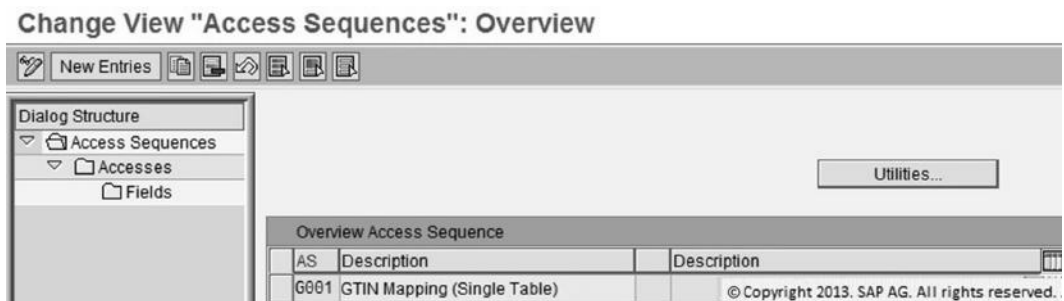 Change View "Access Sequences": Overview
New Entries
Dialog Structure
Access Sequences
Accesses
Fields
Utilities...
Overview Access Sequence
AS Description Description
G001 GTIN Mapping (Single Table)
© Copyright 2013. SAP AG. All rights reserved.